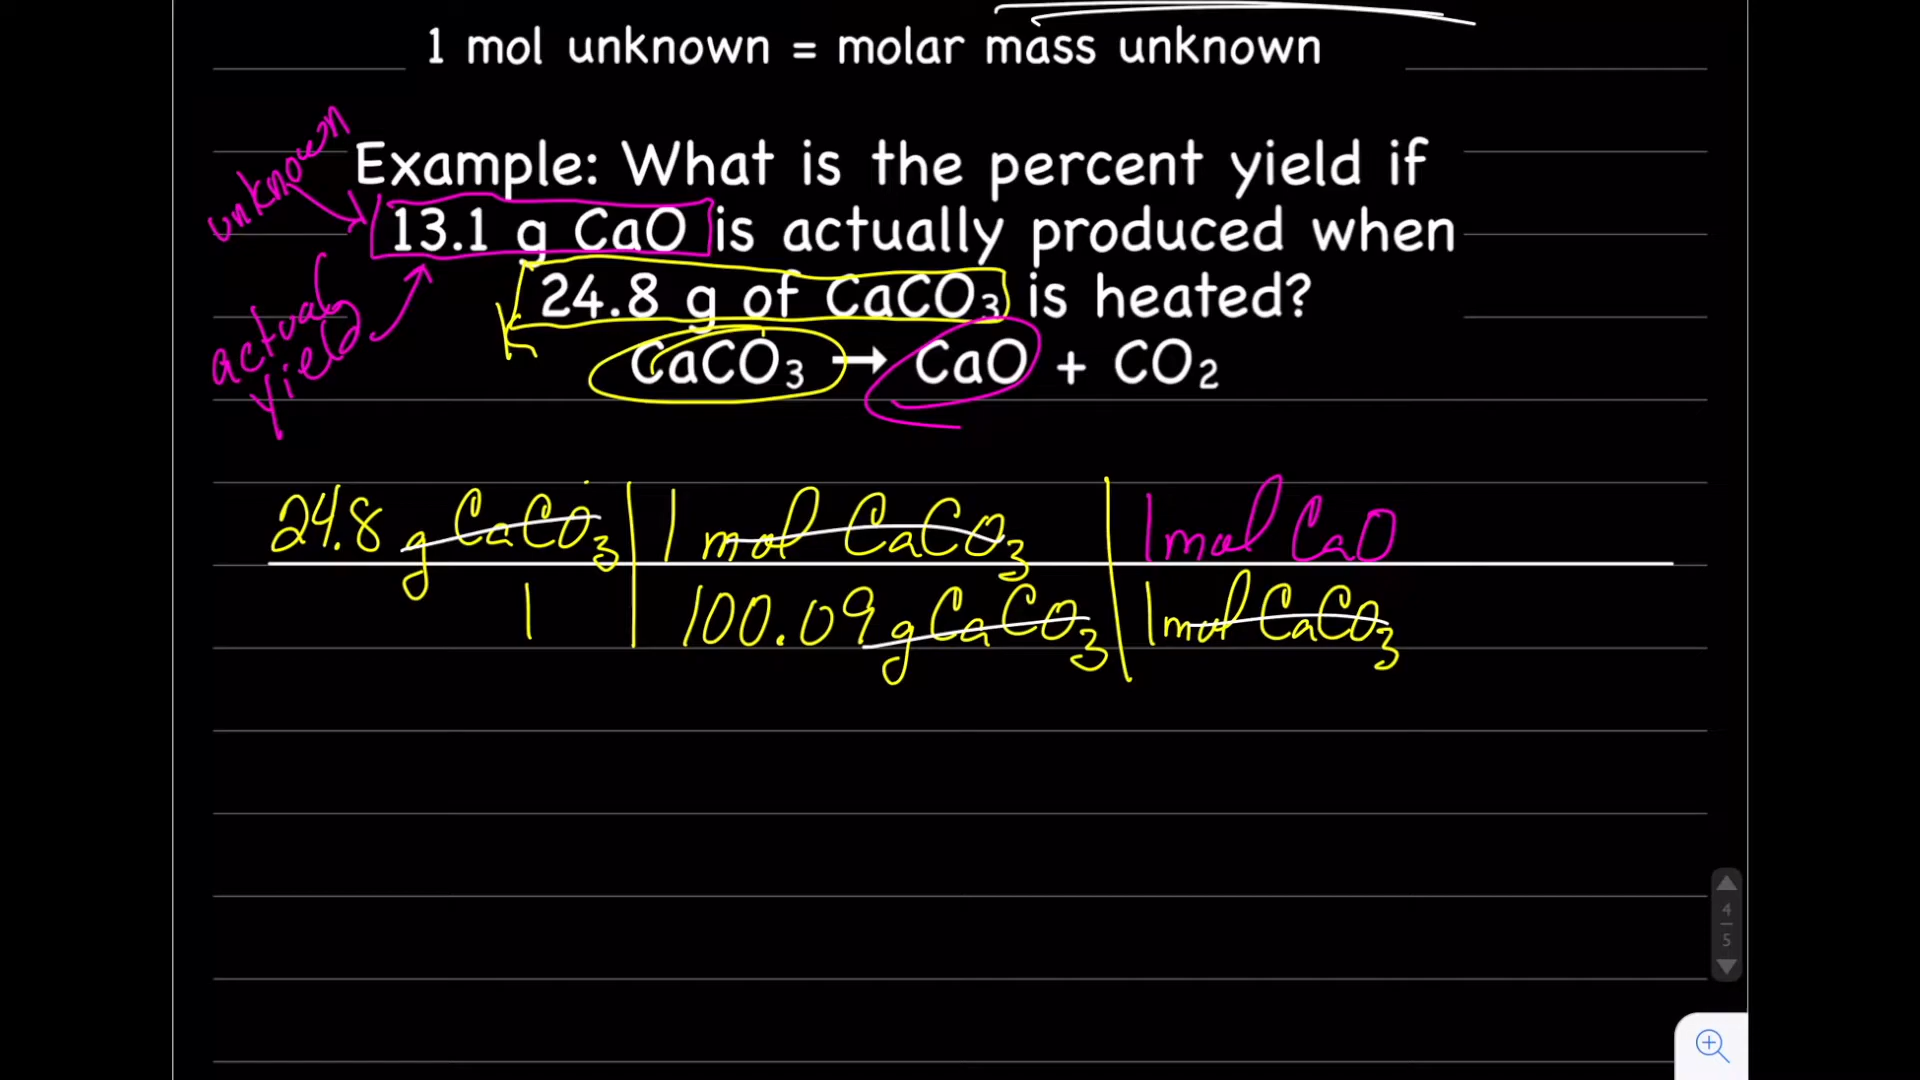 1 mol unknown = molar mass unknown
unknown
Example: What is the percent yield if
13.1 g CaO is actually produced when
24.8 g of CaCO₃ is heated?
actual
yield
CaCO₃ → CaO + CO₂
24.8 g CaCO₃ | 1 mol CaCO₃ | 1 mol CaO
1 | 100.09 g CaCO₃ | 1 mol CaCO₃
4
5